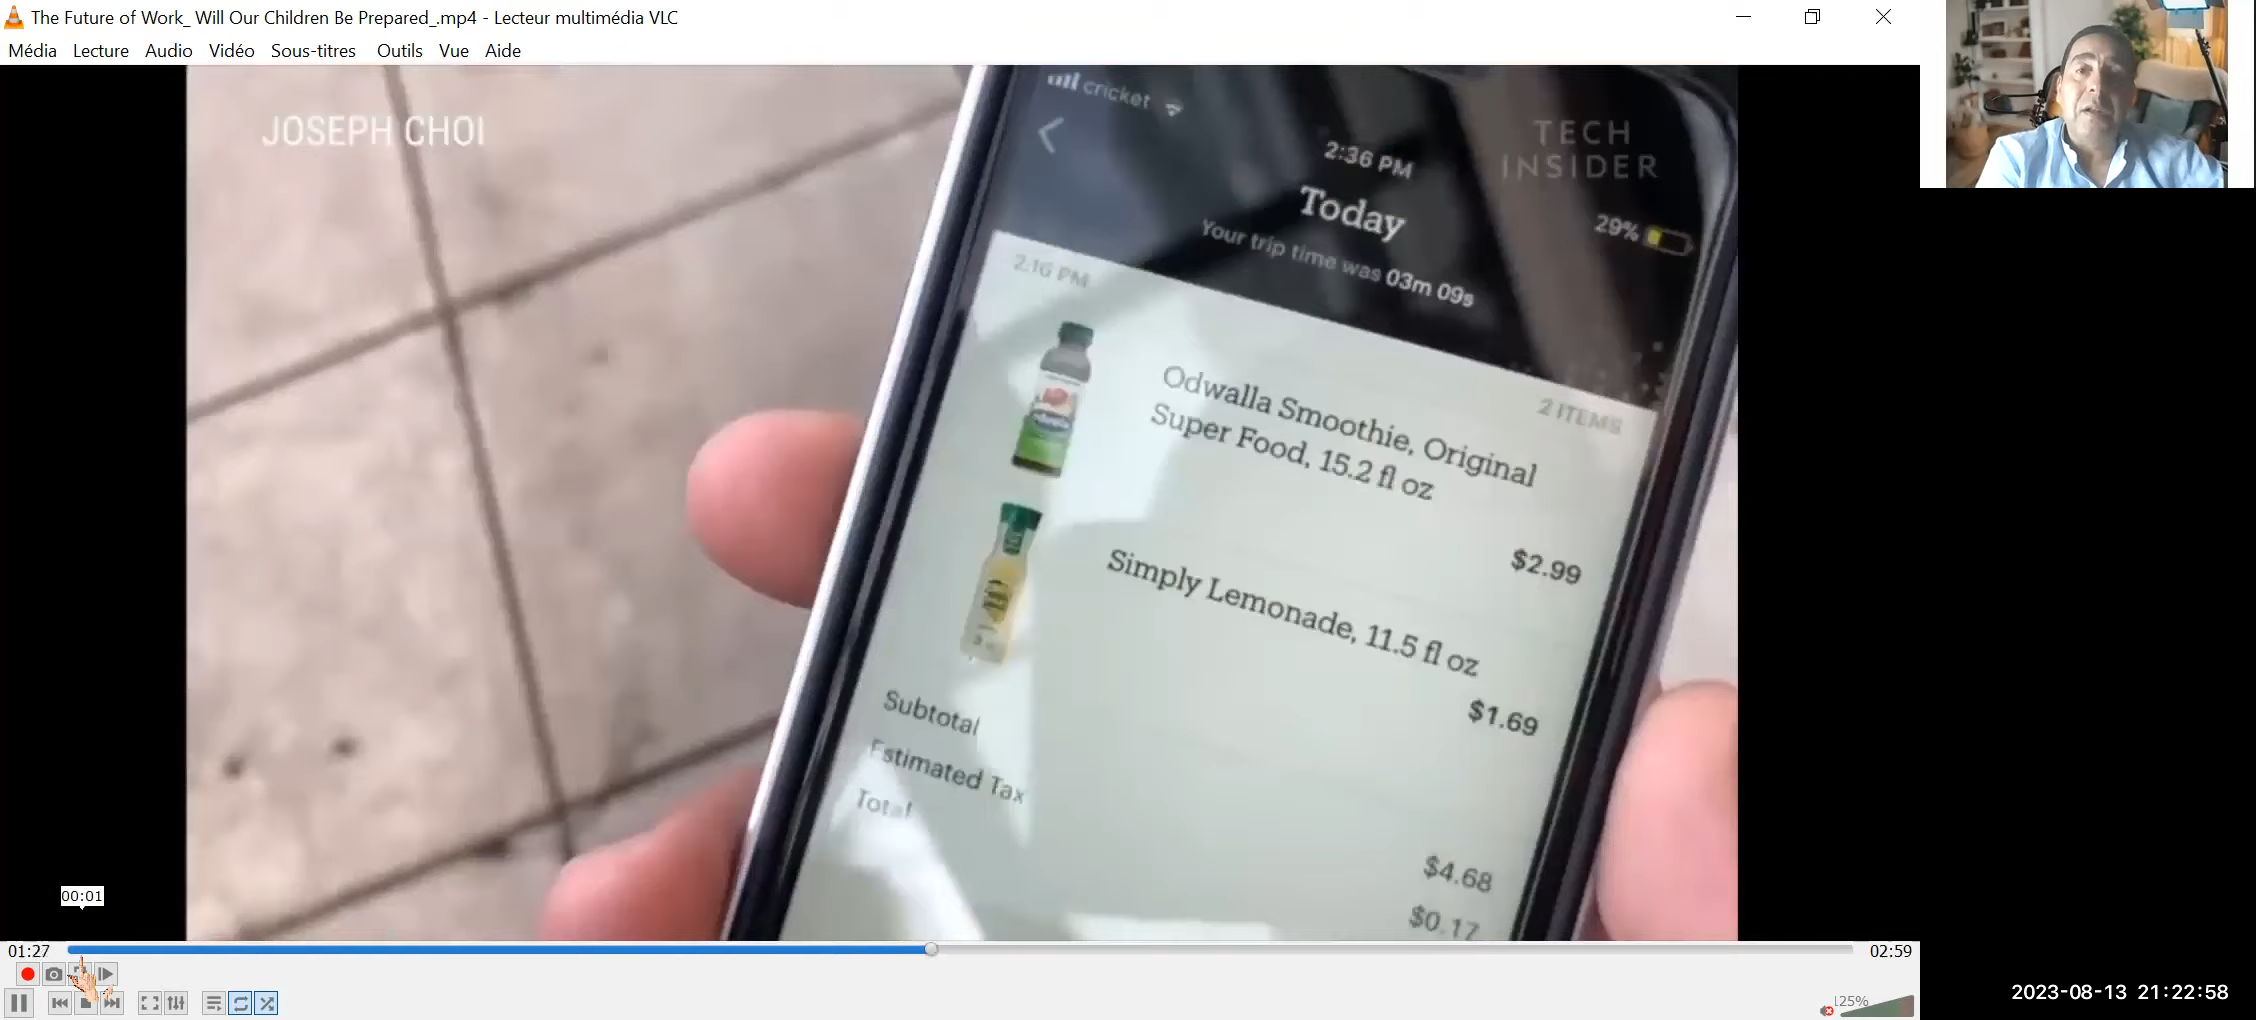 The Future of Work_ Will Our Children Be Prepared_.mp4 - Lecteur multimédia VLC
Média Lecture Audio Vidéo Sous-titres Outils Vue Aide
JOSEPH CHOI
TECH
INSIDER
cricket
2:36 PM
29%
Today
Your trip time was 03m 09s
2:16 PM
2 ITEMS
Odwalla Smoothie, Original
Super Food, 15.2 fl oz
$2.99
Simply Lemonade, 11.5 fl oz
$1.69
Subtotal
Estimated Tax
Total
$4.68
$0.17
00:01
01:27
02:59
125%
2023-08-13 21:22:58